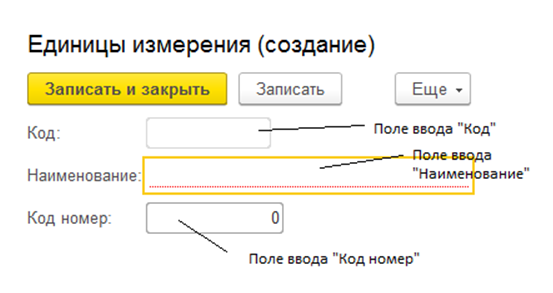 Единицы измерения (создание)
Записать и закрыть Записать Еще
Код: Поле ввода "Код"
Наименование: Поле ввода
"Наименование"
Код номер: 0
Поле ввода "Код номер"